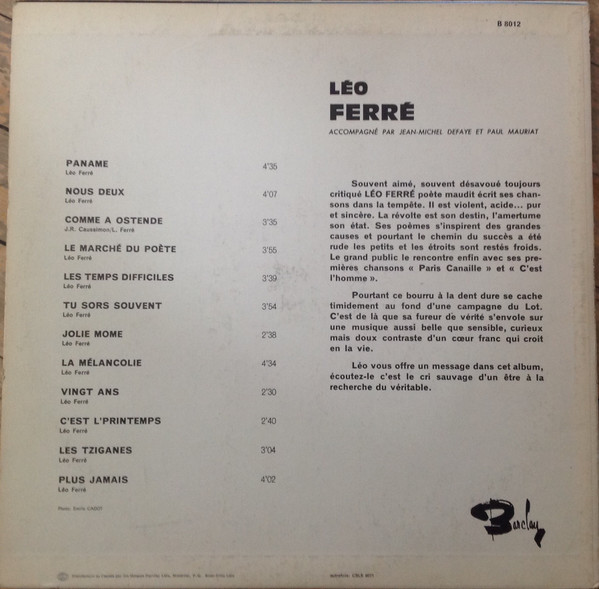 B 8012
LÉO
FERRÉ
ACCOMPAGNÉ PAR JEAN-MICHEL DEFAYE ET PAUL MAURIAT
PANAME 4'35
Léo Ferré
NOUS DEUX 4'07
Léo Ferré
COMME A OSTENDE 3'35
J.R. Caussimon/L. Ferré
LE MARCHÉ DU POÈTE 3'55
Léo Ferré
LES TEMPS DIFFICILES 3'39
Léo Ferré
TU SORS SOUVENT 3'54
Léo Ferré
JOLIE MOME 2'38
Léo Ferré
LA MÉLANCOLIE 4'34
Léo Ferré
VINGT ANS 2'30
Léo Ferré
C'EST L'PRINTEMPS 2'40
Léo Ferré
LES TZIGANES 3'04
Léo Ferré
PLUS JAMAIS 4'02
Léo Ferré
Souvent aimé, souvent désavoué toujours
critiqué LÉO FERRÉ poète maudit écrit ses chan-
sons dans la tempête. Il est violent, acide... pur
et sincère. La révolte est son destin, l'amertume
son état. Ses poèmes s'inspirent des grandes
causes et pourtant le chemin du succès a été
rude les petits et les étroits sont restés froids.
Le grand public le rencontre enfin avec ses pre-
mières chansons « Paris Canaille » et « C'est
l'homme ».
Pourtant ce bourru à la dent dure se cache
timidement au fond d'une campagne du Lot.
C'est de là que sa fureur de vérité s'envole sur
une musique aussi belle que sensible, curieux
mais doux contraste d'un cœur franc qui croit
en la vie.
Léo vous offre un message dans cet album,
écoutez-le c'est le cri sauvage d'un être à la
recherche du véritable.
Barclay